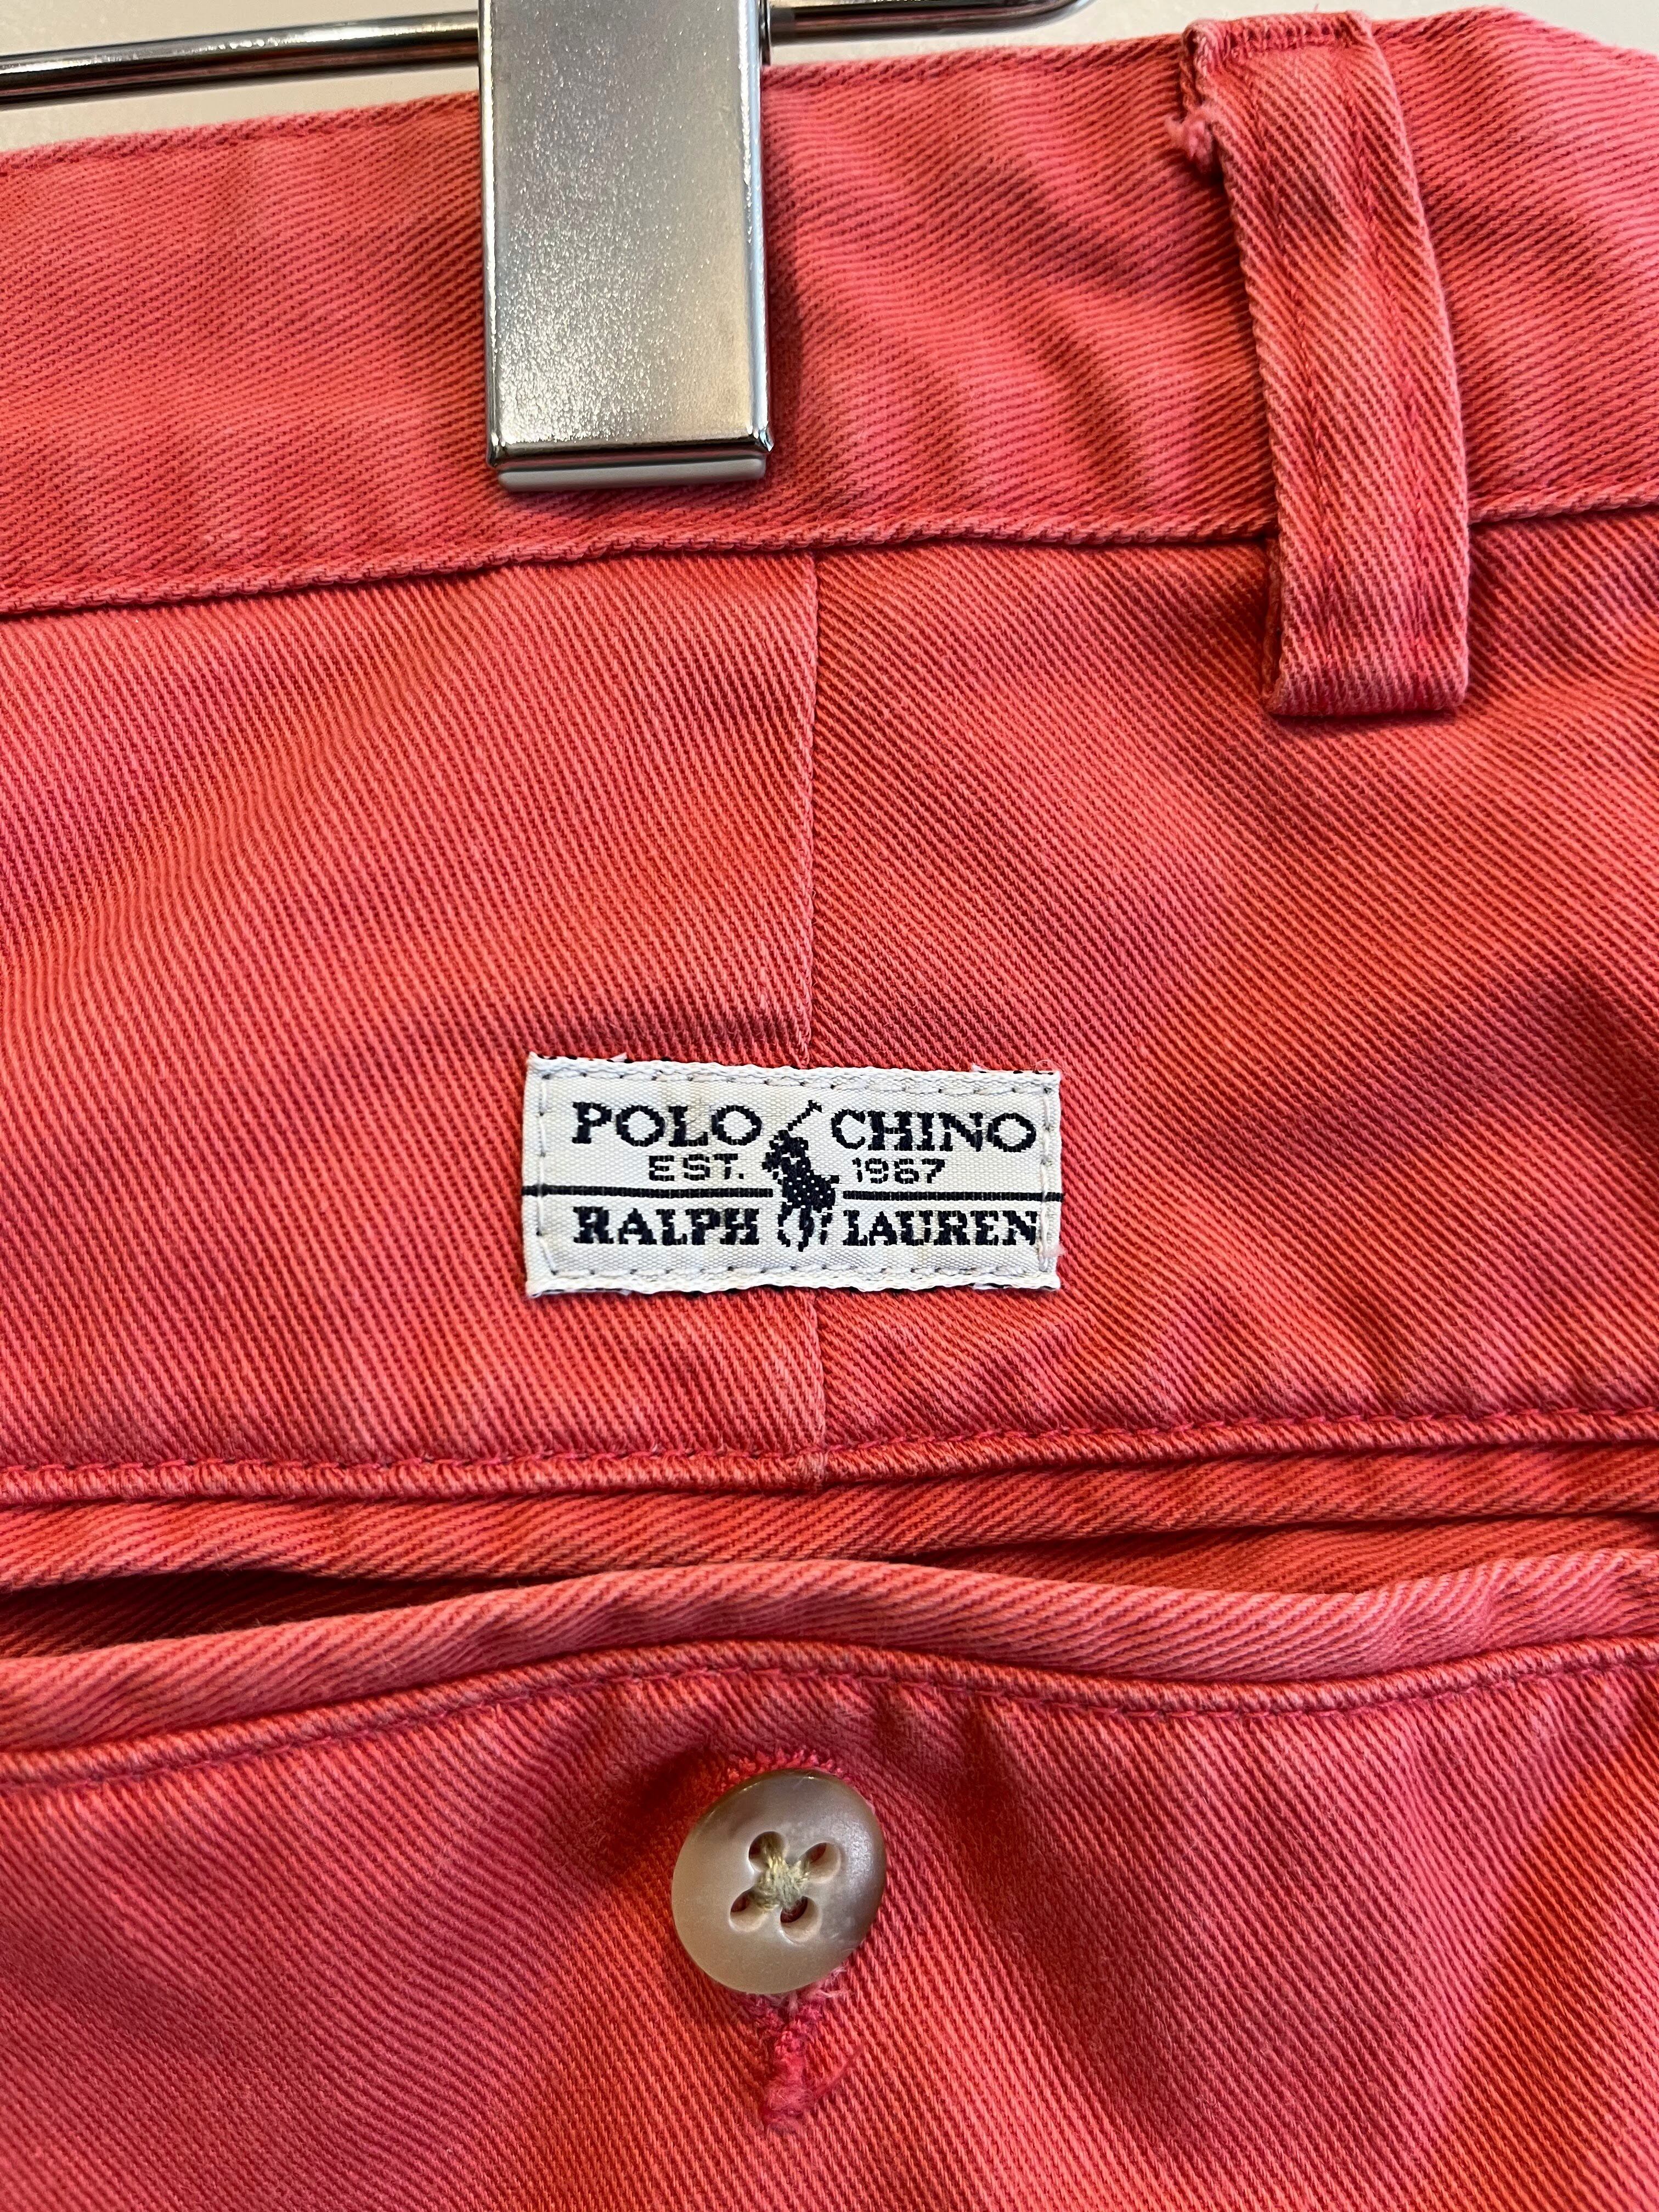 POLO CHINO
EST. 1967
RALPH LAUREN